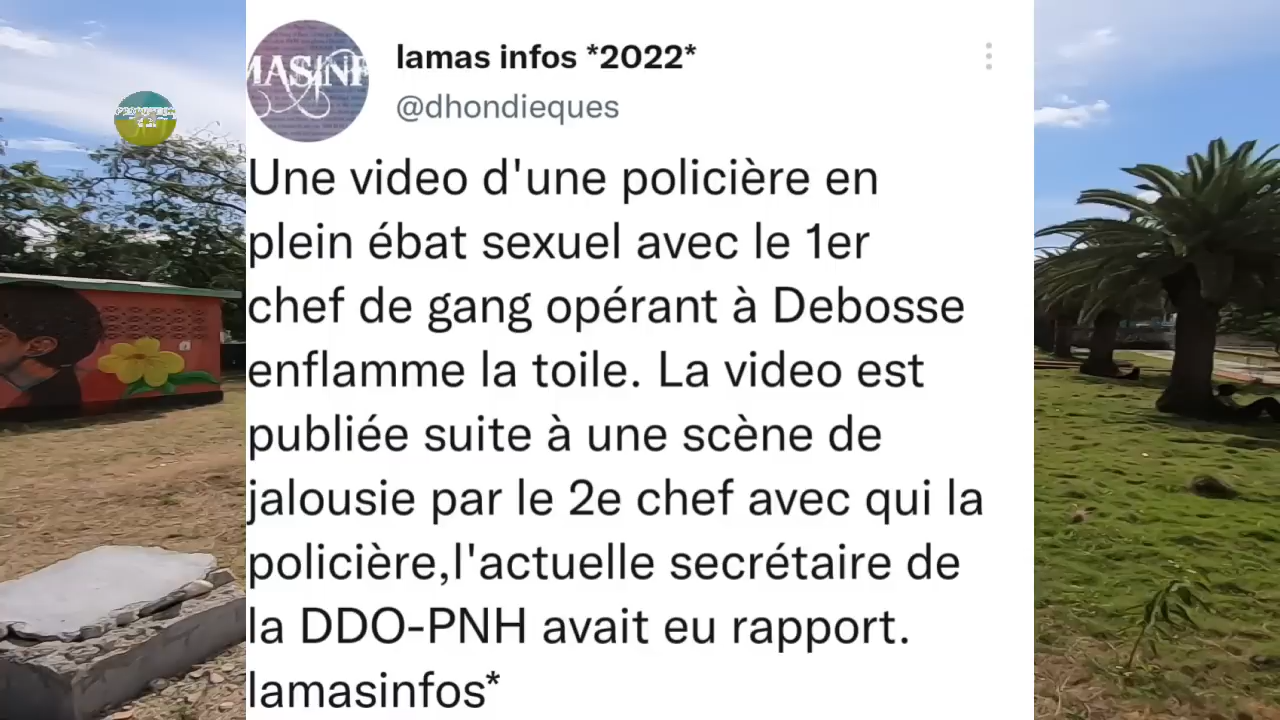 lamas infos *2022*
@dhondieques
Une video d'une policière en
plein ébat sexuel avec le 1er
chef de gang opérant à Debosse
enflamme la toile. La video est
publiée suite à une scène de
jalousie par le 2e chef avec qui la
policière,l'actuelle secrétaire de
la DDO-PNH avait eu rapport.
lamasinfos*